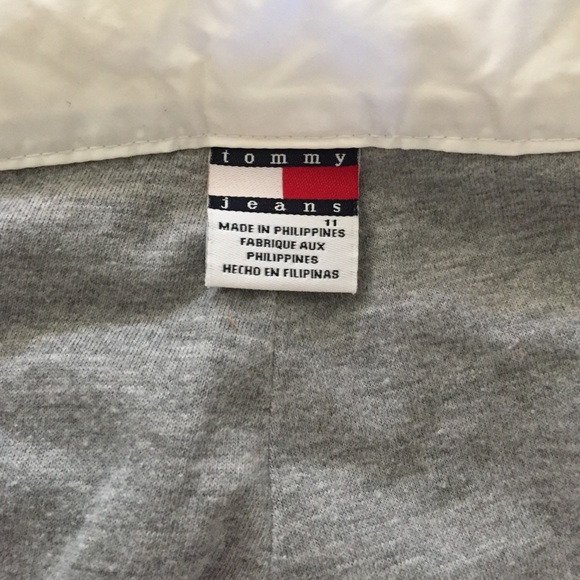 tommy
jeans
11
MADE IN PHILIPPINES
FABRIQUE AUX
PHILIPPINES
HECHO EN FILIPINAS